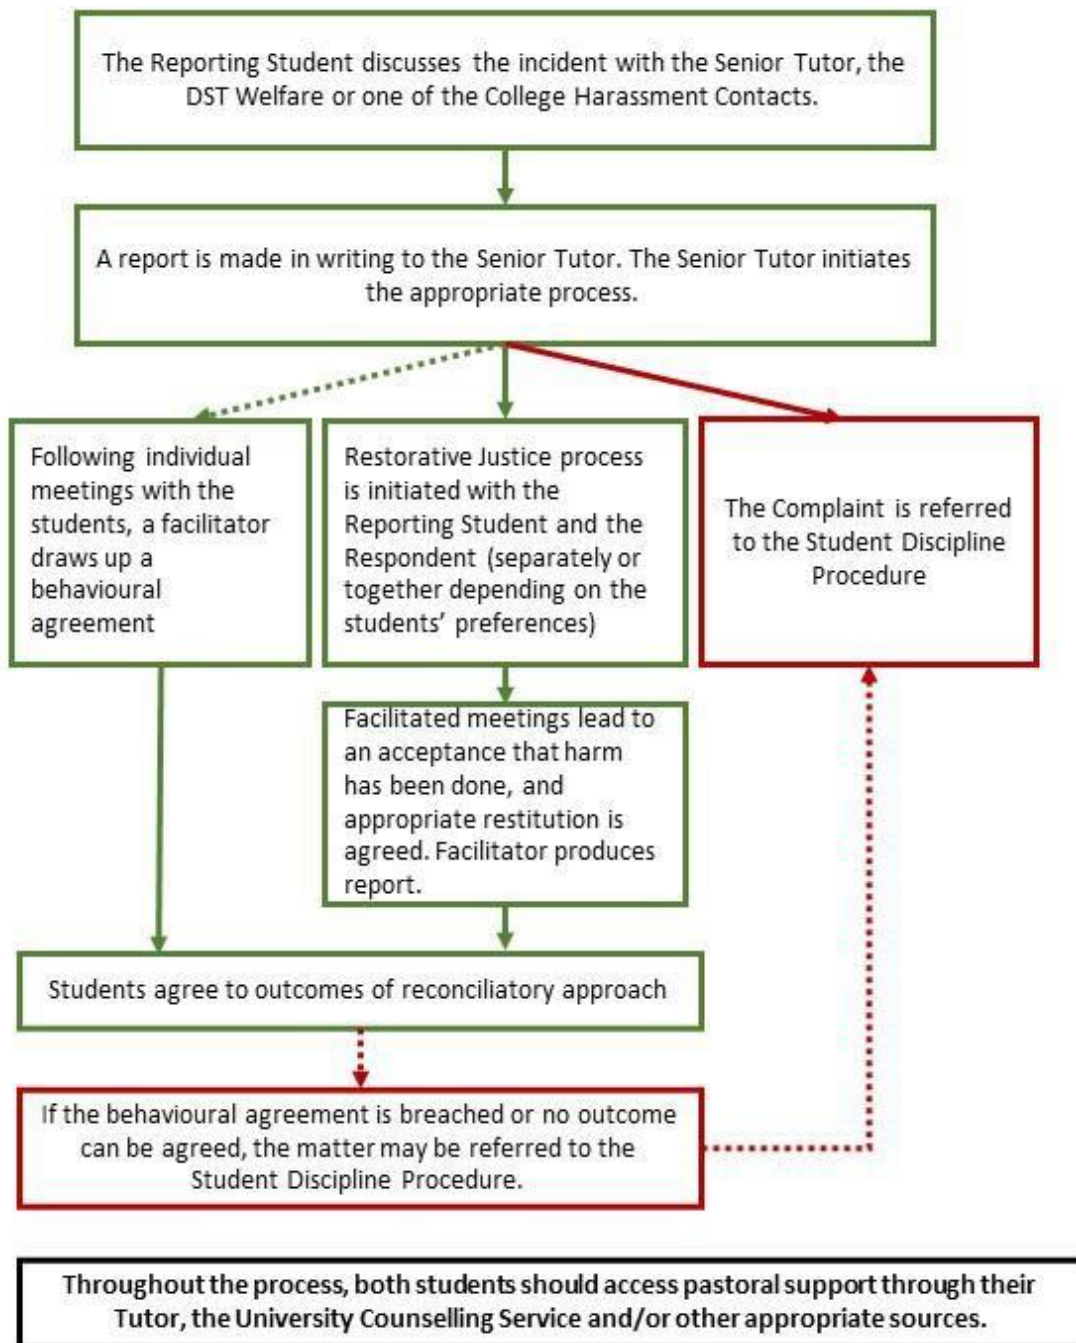 The Reporting Student discusses the incident with the Senior Tutor, the
DST Welfare or one of the College Harassment Contacts.
A report is made in writing to the Senior Tutor. The Senior Tutor initiates
the appropriate process.
Following individual
meetings with the
students, a facilitator
draws up a
behavioural
agreement
Restorative Justice process
is initiated with the
Reporting Student and the
Respondent (separately or
together depending on the
students’ preferences)
The Complaint is referred
to the Student Discipline
Procedure
Facilitated meetings lead to
an acceptance that harm
has been done, and
appropriate restitution is
agreed. Facilitator produces
report.
Students agree to outcomes of reconciliatory approach
If the behavioural agreement is breached or no outcome
can be agreed, the matter may be referred to the
Student Discipline Procedure.
Throughout the process, both students should access pastoral support through their
Tutor, the University Counselling Service and/or other appropriate sources.